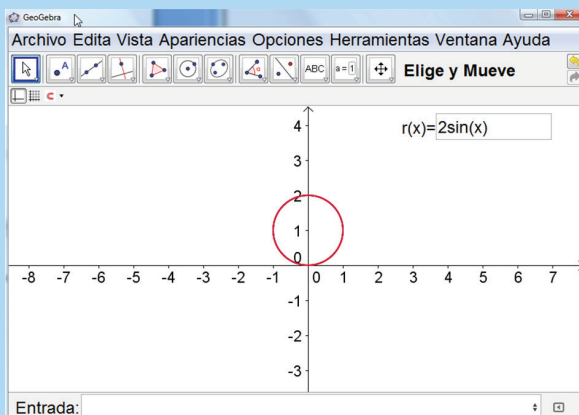 GeoGebra
Archivo Edita Vista Apariencias Opciones Herramientas Ventana Ayuda
A
ABC
a = 1
Elige y Mueve
r(x)= 2sin(x)
4
3
2
1
0
-8 -7 -6 -5 -4 -3 -2 -1 0 1 2 3 4 5 6 7
-1
-2
-3
Entrada: